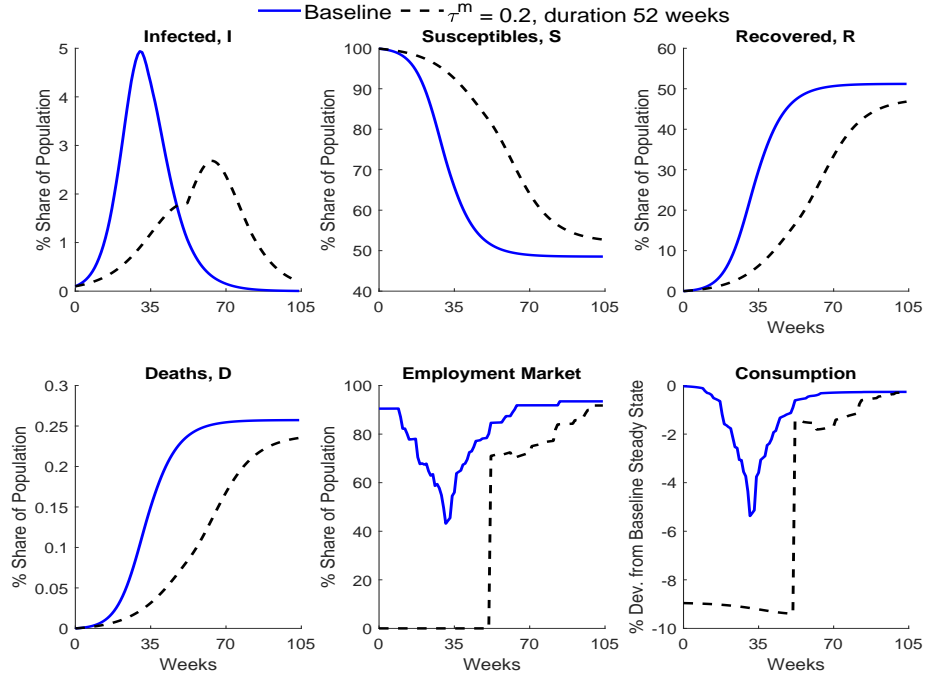 Baseline τ^m = 0.2, duration 52 weeks
Infected, I
% Share of Population
5
4
3
2
1
0
0 35 70 105
Susceptibles, S
% Share of Population
100
90
80
70
60
50
40
0 35 70 105
Recovered, R
% Share of Population
60
50
40
30
20
10
0
0 35 70 105
Weeks
Deaths, D
% Share of Population
0.3
0.25
0.2
0.15
0.1
0.05
0
0 35 70 105
Weeks
Employment Market
% Share of Population
100
80
60
40
20
0
0 35 70 105
Weeks
Consumption
% Dev. from Baseline Steady State
0
-2
-4
-6
-8
-10
0 35 70 105
Weeks